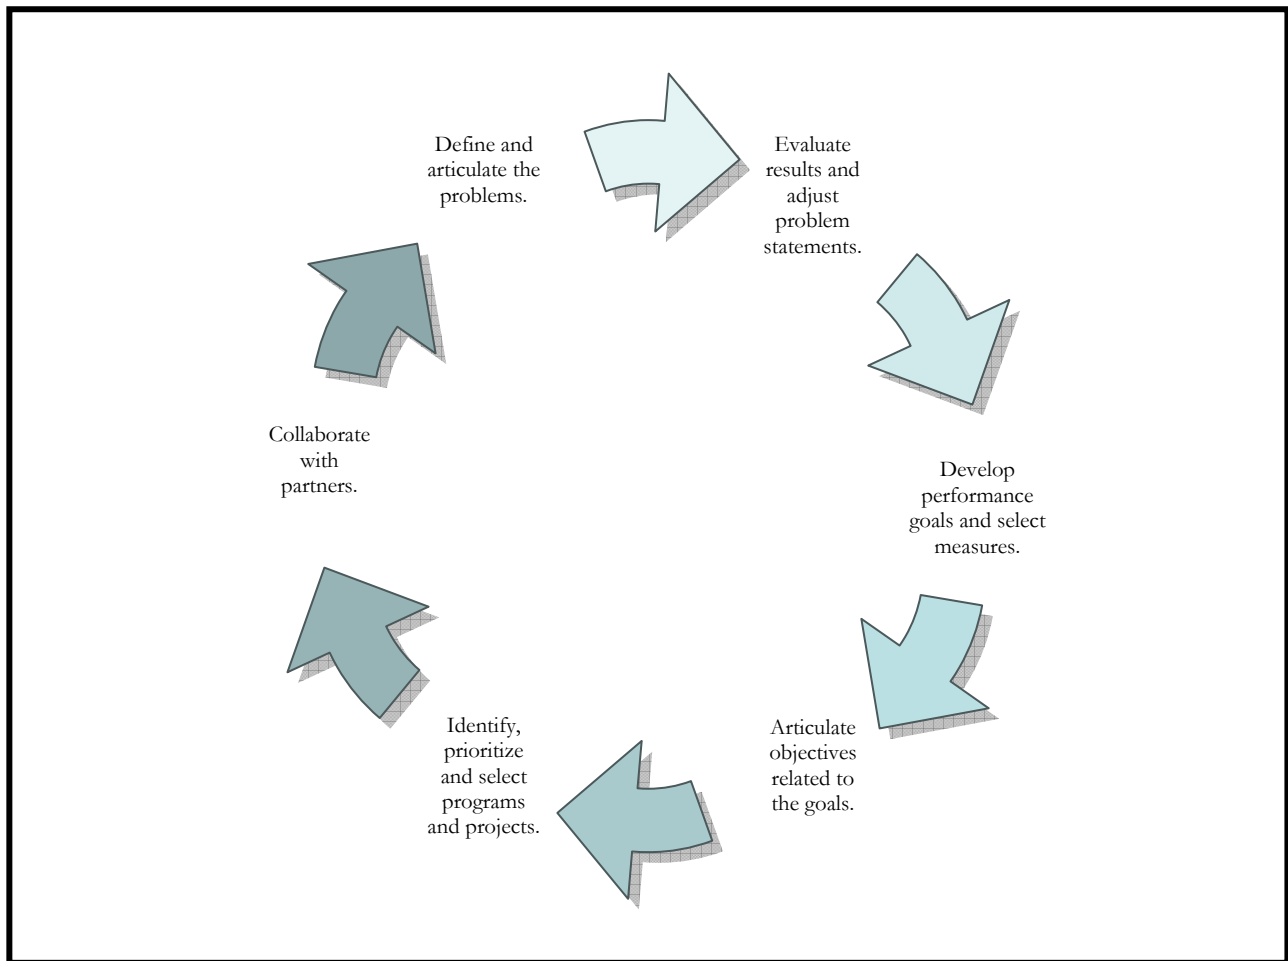 Define and
articulate the
problems.
Evaluate
results and
adjust
problem
statements.
Develop
performance
goals and select
measures.
Articulate
objectives
related to
the goals.
Identify,
prioritize
and select
programs
and projects.
Collaborate
with
partners.